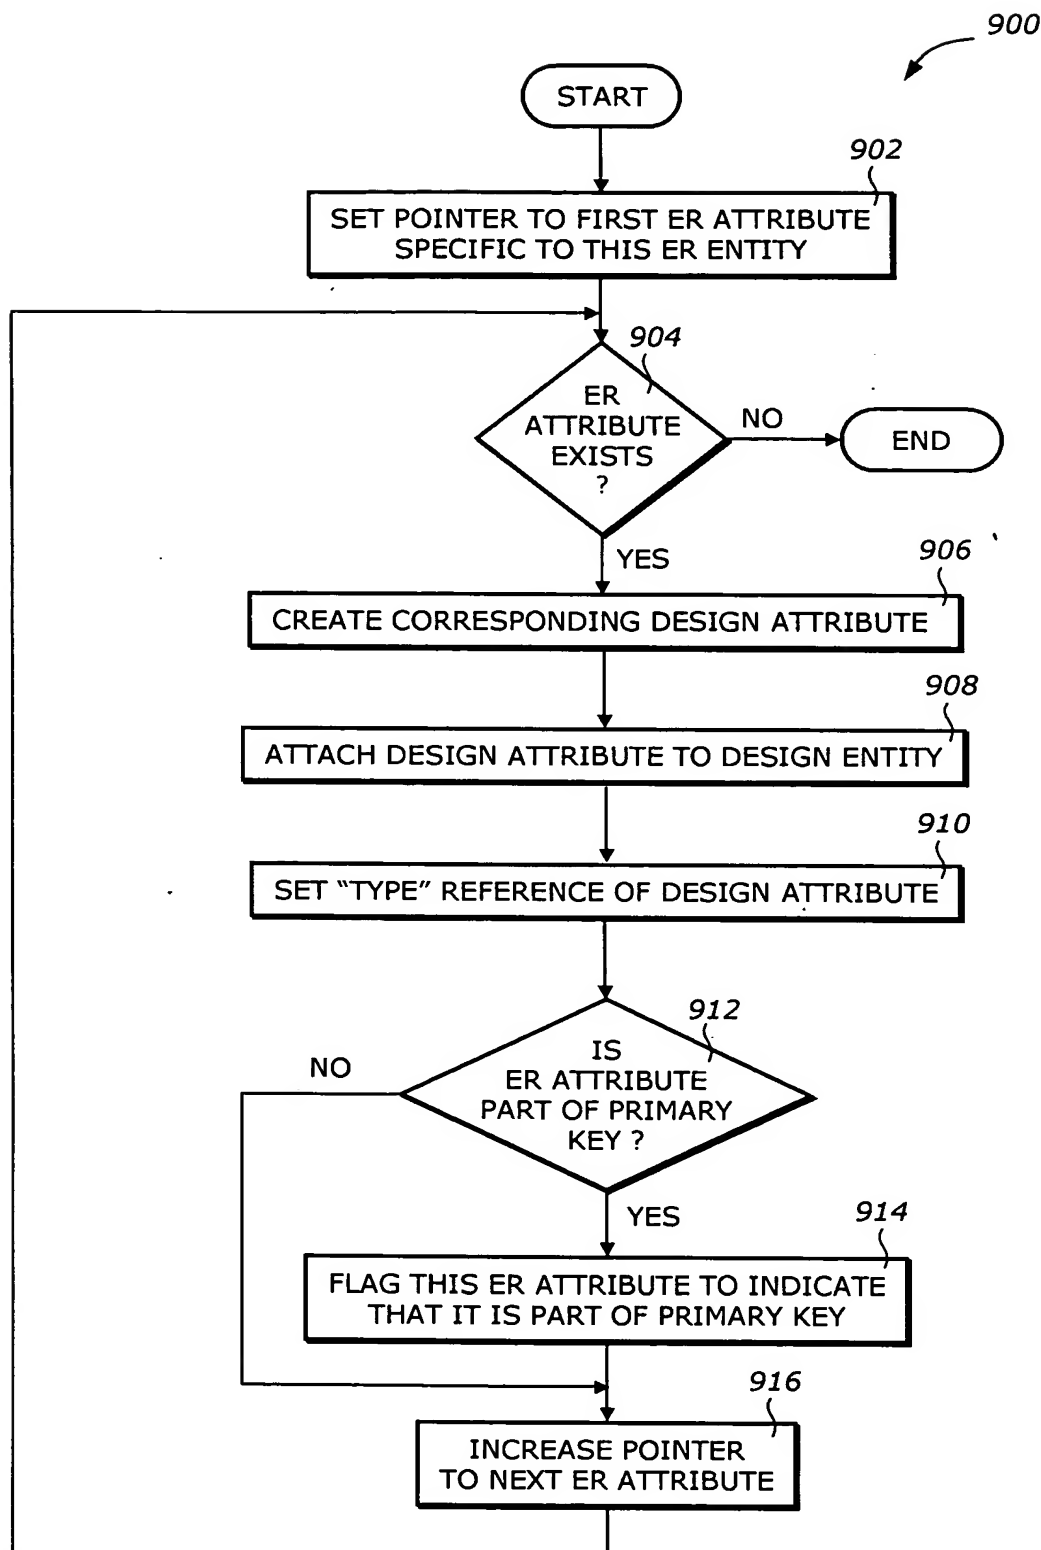 900
START
902
SET POINTER TO FIRST ER ATTRIBUTE
SPECIFIC TO THIS ER ENTITY
904
ER
ATTRIBUTE
EXISTS
?
NO
END
YES
906
CREATE CORRESPONDING DESIGN ATTRIBUTE
908
ATTACH DESIGN ATTRIBUTE TO DESIGN ENTITY
910
SET “TYPE” REFERENCE OF DESIGN ATTRIBUTE
912
IS
ER ATTRIBUTE
PART OF PRIMARY
KEY ?
NO
YES
914
FLAG THIS ER ATTRIBUTE TO INDICATE
THAT IT IS PART OF PRIMARY KEY
916
INCREASE POINTER
TO NEXT ER ATTRIBUTE